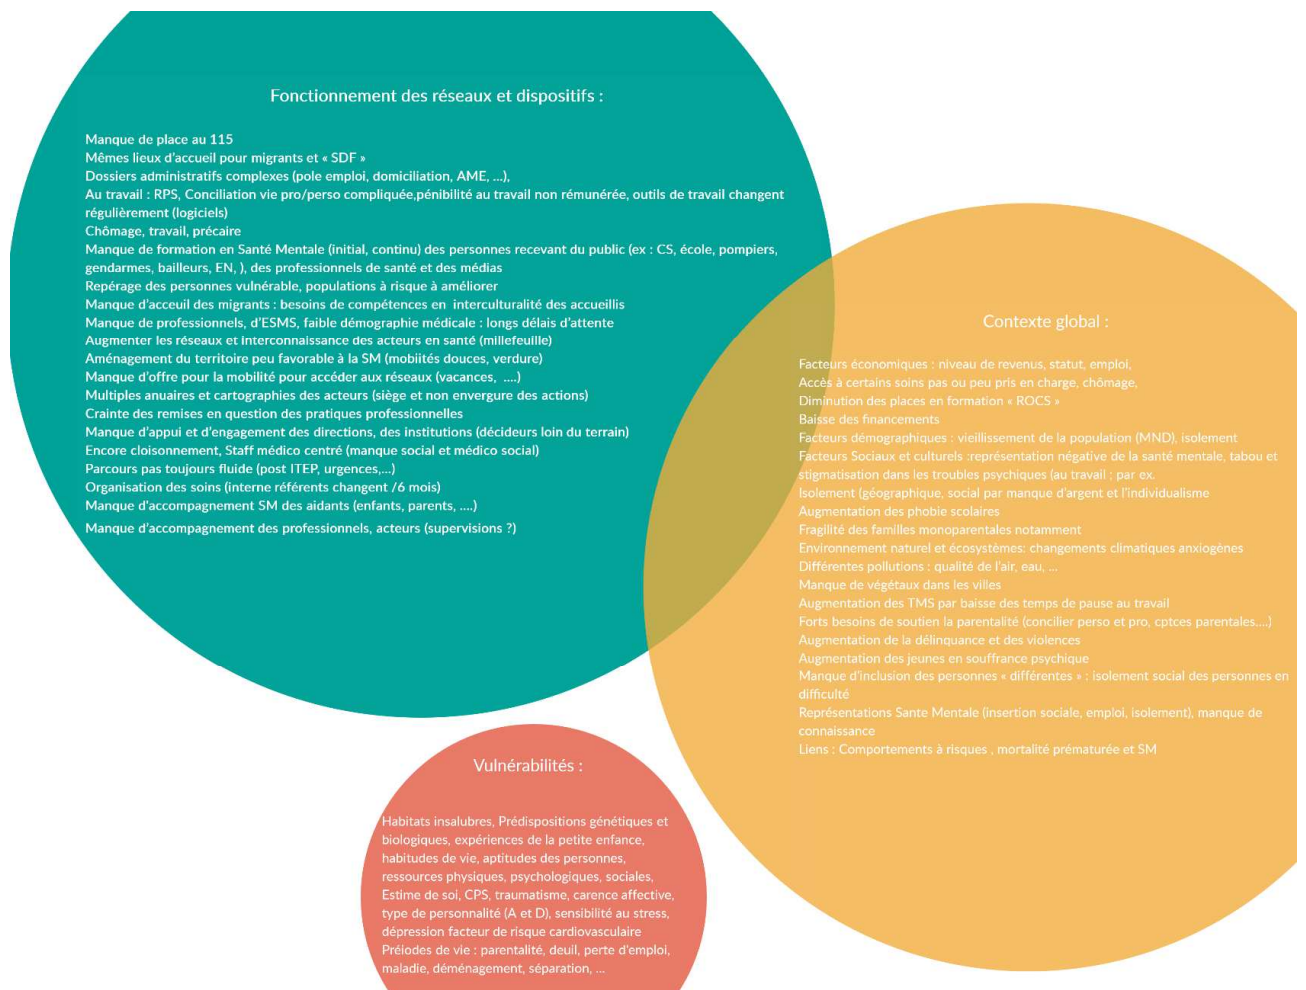 Fonctionnement des réseaux et dispositifs :
Manque de place au 115
Mêmes lieux d'accueil pour migrants et « SDF »
Dossiers administratifs complexes (pole emploi, domiciliation, AME, ...),
Au travail : RPS, Conciliation vie pro/perso compliquée,pénibilité au travail non rémunérée, outils de travail changent
régulièrement (logiciels)
Chômage, travail, précaire
Manque de formation en Santé Mentale (initial, continu) des personnes recevant du public (ex : CS, école, pompiers,
gendarmes, bailleurs, EN, ), des professionnels de santé et des médias
Repérage des personnes vulnérable, populations à risque à améliorer
Manque d'acceuil des migrants : besoins de compétences en interculturalité des accueillis
Manque de professionnels, d'ESMS, faible démographie médicale : longs délais d'attente
Augmenter les réseaux et interconnaissance des acteurs en santé (millefeuille)
Aménagement du territoire peu favorable à la SM (mobiités douces, verdure)
Manque d'offre pour la mobilité pour accéder aux réseaux (vacances, ....)
Multiples anuaires et cartographies des acteurs (siège et non envergure des actions)
Crainte des remises en question des pratiques professionnelles
Manque d'appui et d'engagement des directions, des institutions (décideurs loin du terrain)
Encore cloisonnement, Staff médico centré (manque social et médico social)
Parcours pas toujours fluide (post ITEP, urgences,...)
Organisation des soins (interne référents changent /6 mois)
Manque d'accompagnement SM des aidants (enfants, parents, ....)
Manque d'accompagnement des professionnels, acteurs (supervisions ?)
Contexte global :
Facteurs économiques : niveau de revenus, statut, emploi,
Accès à certains soins pas ou peu pris en charge, chômage,
Diminution des places en formation « ROCS »
Baisse des financements
Facteurs démographiques : vieillissement de la population (MND), isolement
Facteurs Sociaux et culturels :représentation négative de la santé mentale, tabou et
stigmatisation dans les troubles psychiques (au travail ; par ex.
Isolement (géographique, social par manque d'argent et l'individualisme
Augmentation des phobie scolaires
Fragilité des familles monoparentales notamment
Environnement naturel et écosystèmes: changements climatiques anxiogènes
Différentes pollutions : qualité de l'air, eau, ...
Manque de végétaux dans les villes
Augmentation des TMS par baisse des temps de pause au travail
Forts besoins de soutien la parentalité (concilier perso et pro, cptces parentales....)
Augmentation de la délinquance et des violences
Augmentation des jeunes en souffrance psychique
Manque d'inclusion des personnes « différentes » : isolement social des personnes en
difficulté
Représentations Sante Mentale (insertion sociale, emploi, isolement), manque de
connaissance
Liens : Comportements à risques , mortalité prématurée et SM
Vulnérabilités :
Habitats insalubres, Prédispositions génétiques et
biologiques, expériences de la petite enfance,
habitudes de vie, aptitudes des personnes,
ressources physiques, psychologiques, sociales,
Estime de soi, CPS, traumatisme, carence affective,
type de personnalité (A et D), sensibilité au stress,
dépression facteur de risque cardiovasculaire
Préiodes de vie : parentalité, deuil, perte d'emploi,
maladie, déménagement, séparation, ...